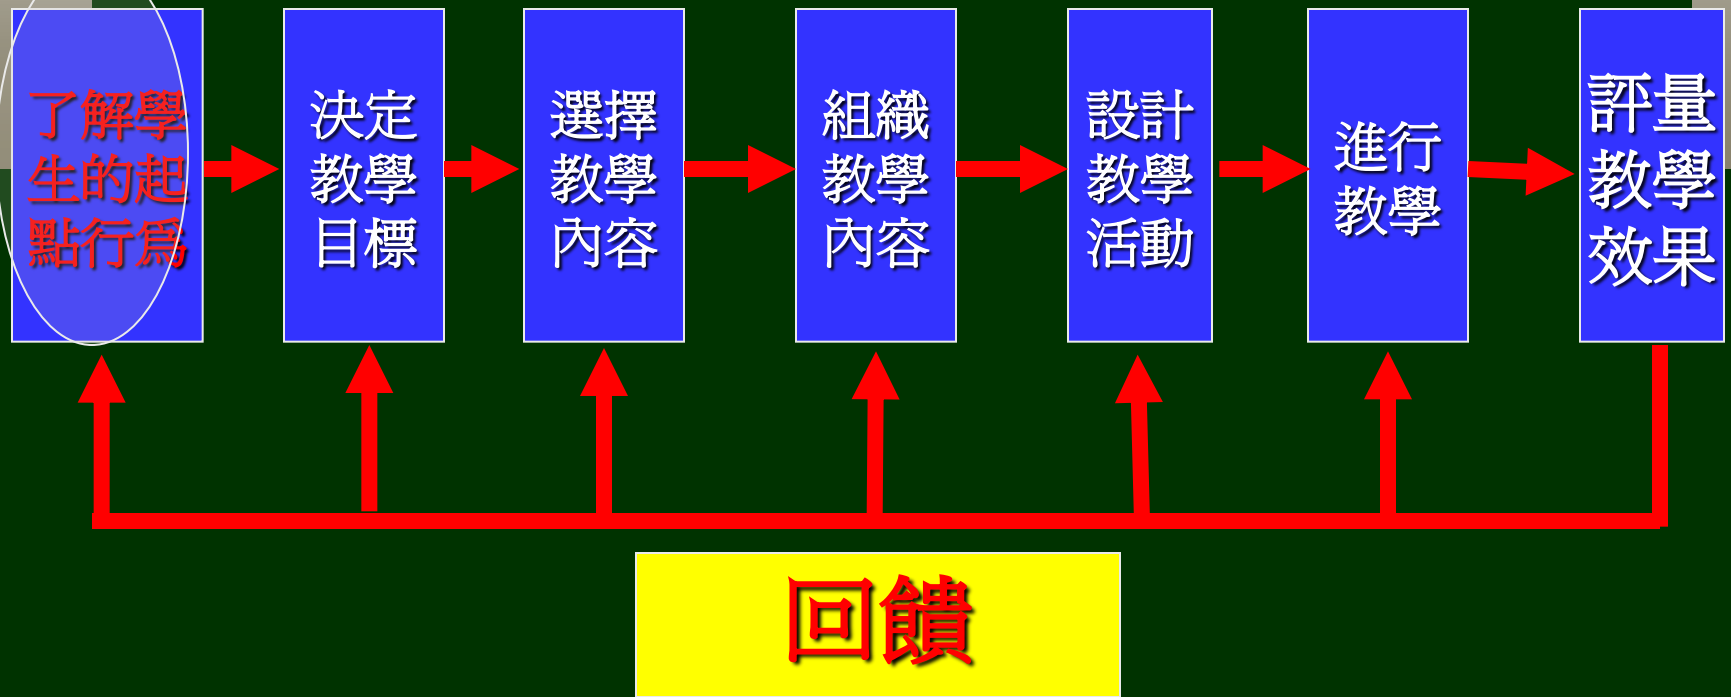 了解學
生的起
點行為
決定
教學
目標
選擇
教學
內容
組織
教學
內容
設計
教學
活動
進行
教學
評量
教學
效果
回饋